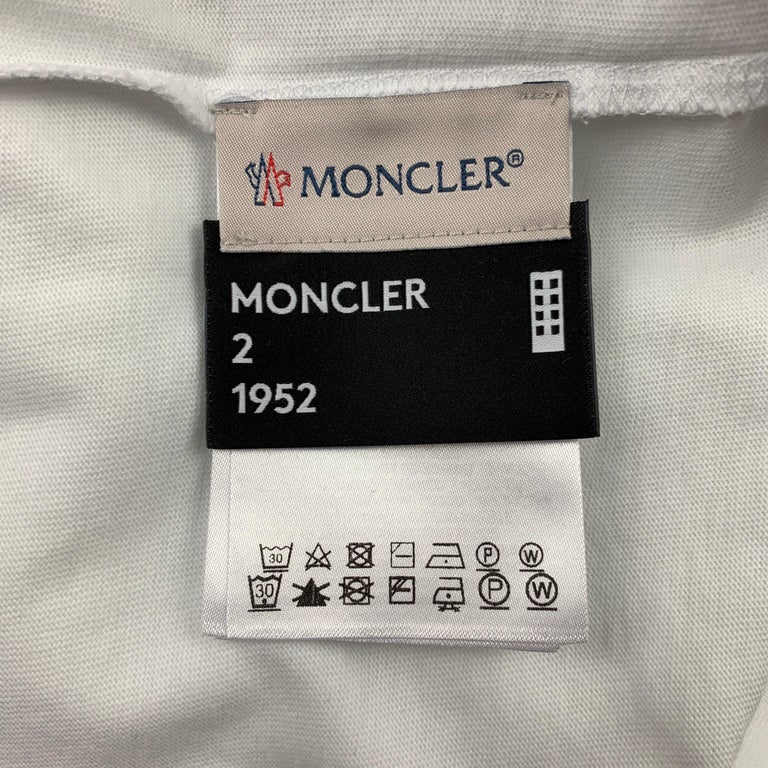 MONCLER®
MONCLER
2
1952
30 P W
30 P W